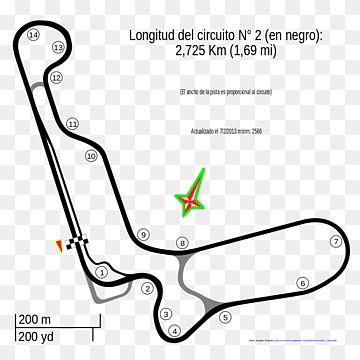 Longitud del circuito N° 2 (en negro):
2,725 Km (1,69 mi)
(El ancho de la pista es proporcional al circuito)
Actualizado el 7/2/2013 msnm: 2566
14
13
12
11
10
9
8
7
6
5
4
3
2
1
200 m
200 yd